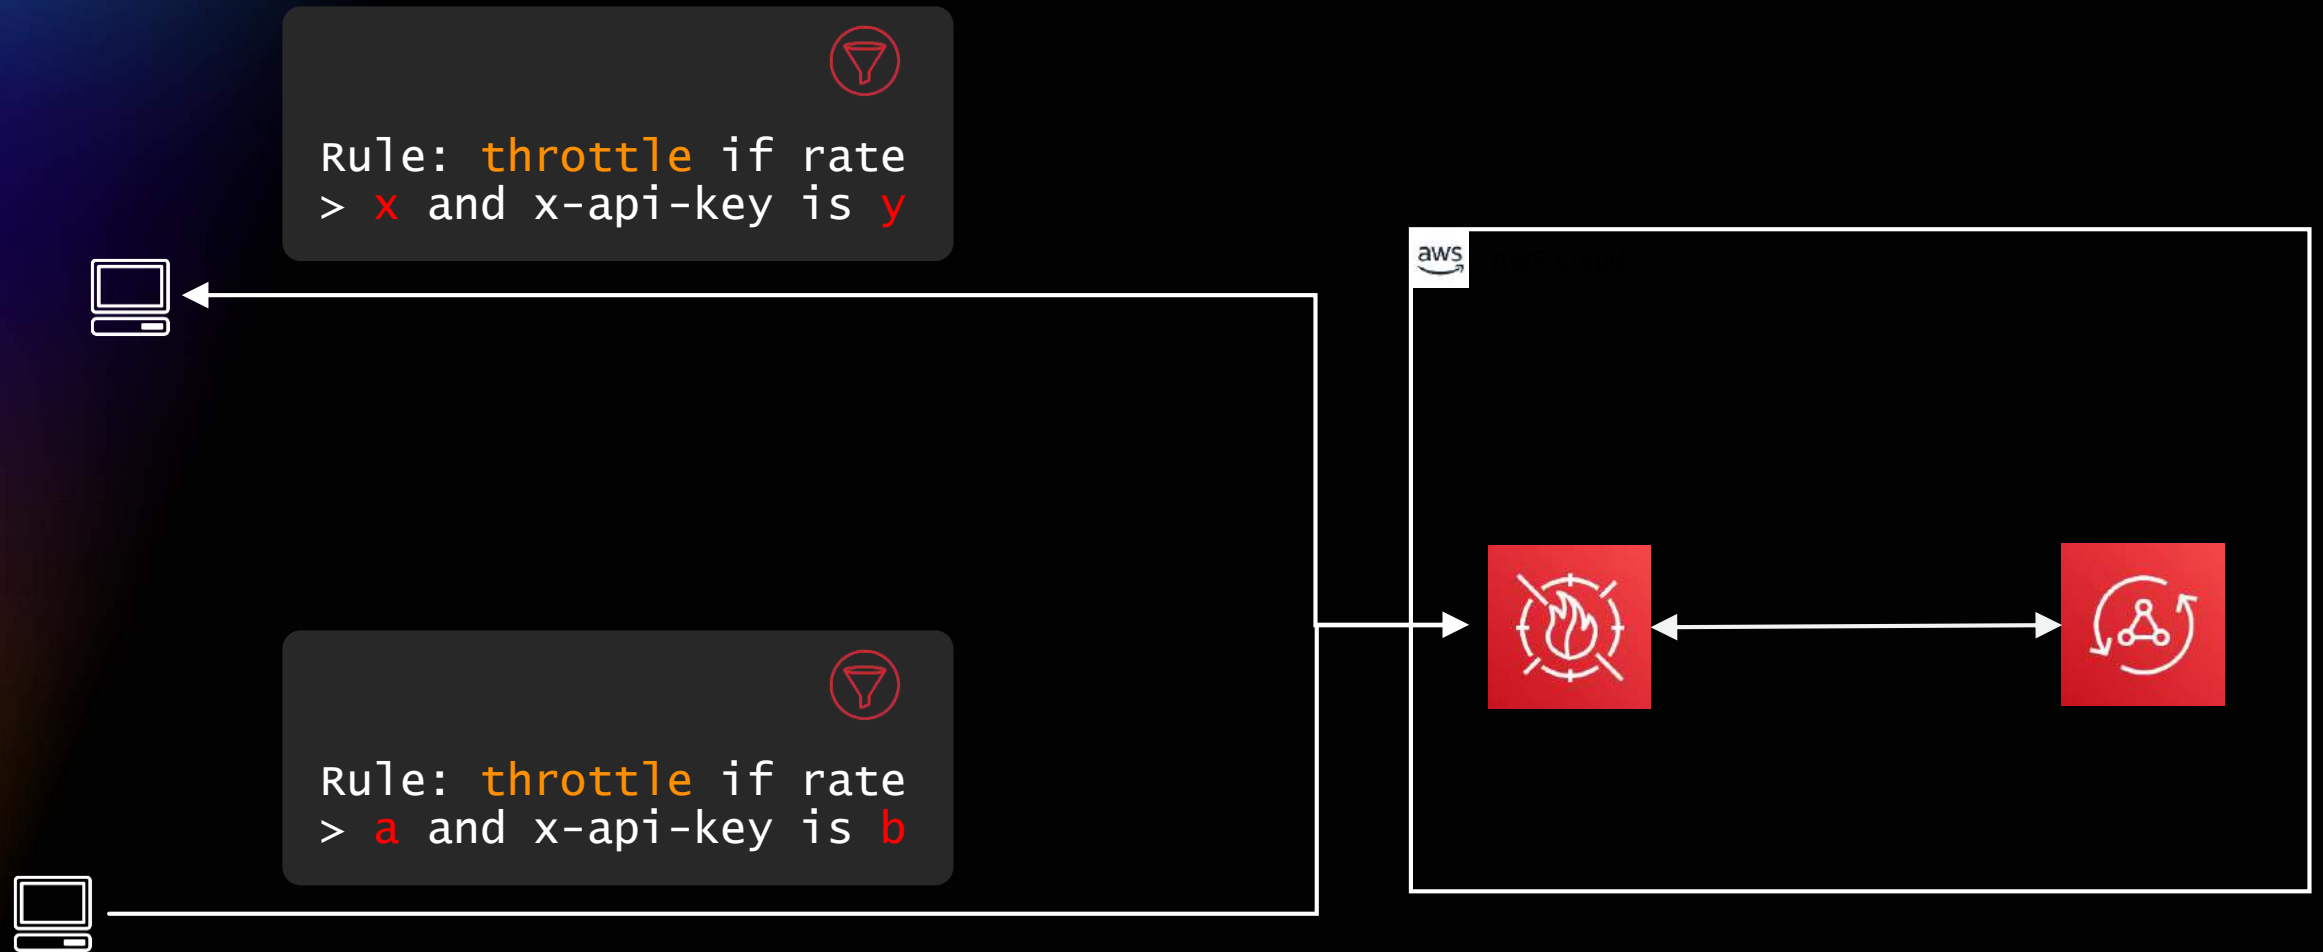 Rule: throttle if rate
> x and x-api-key is y
aws
Rule: throttle if rate
> a and x-api-key is b